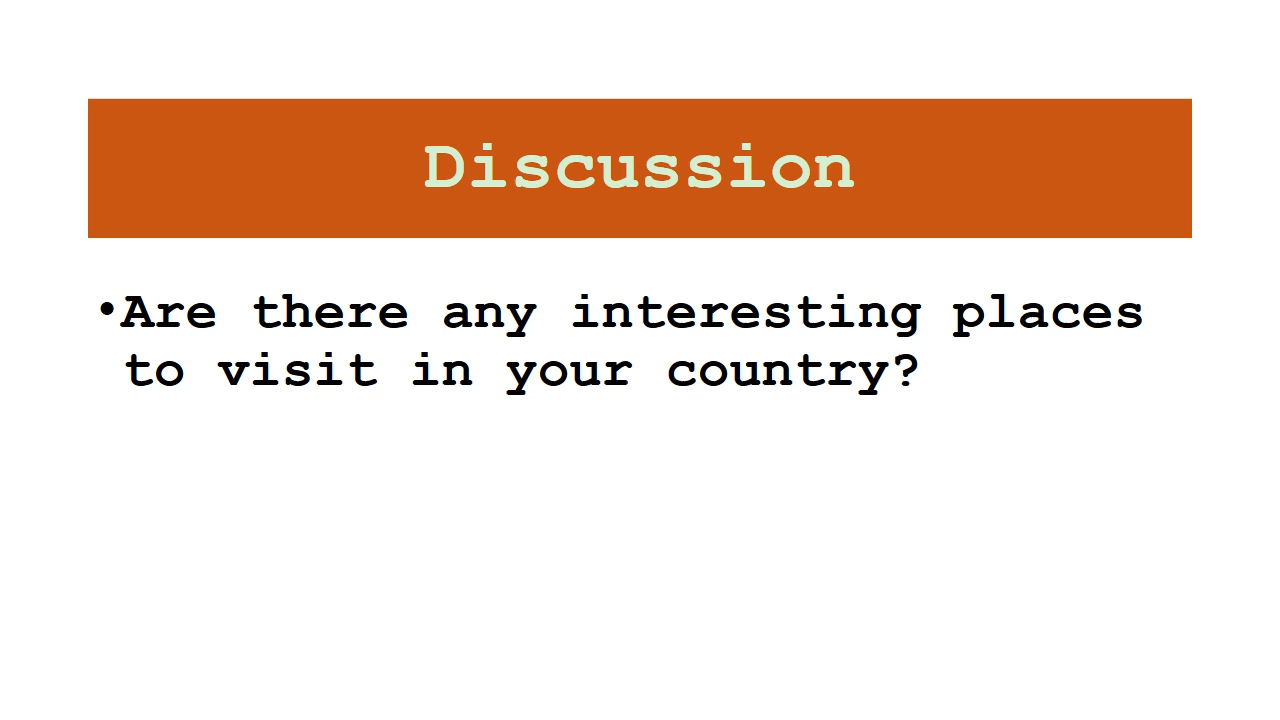 Discussion
•Are there any interesting places
to visit in your country?